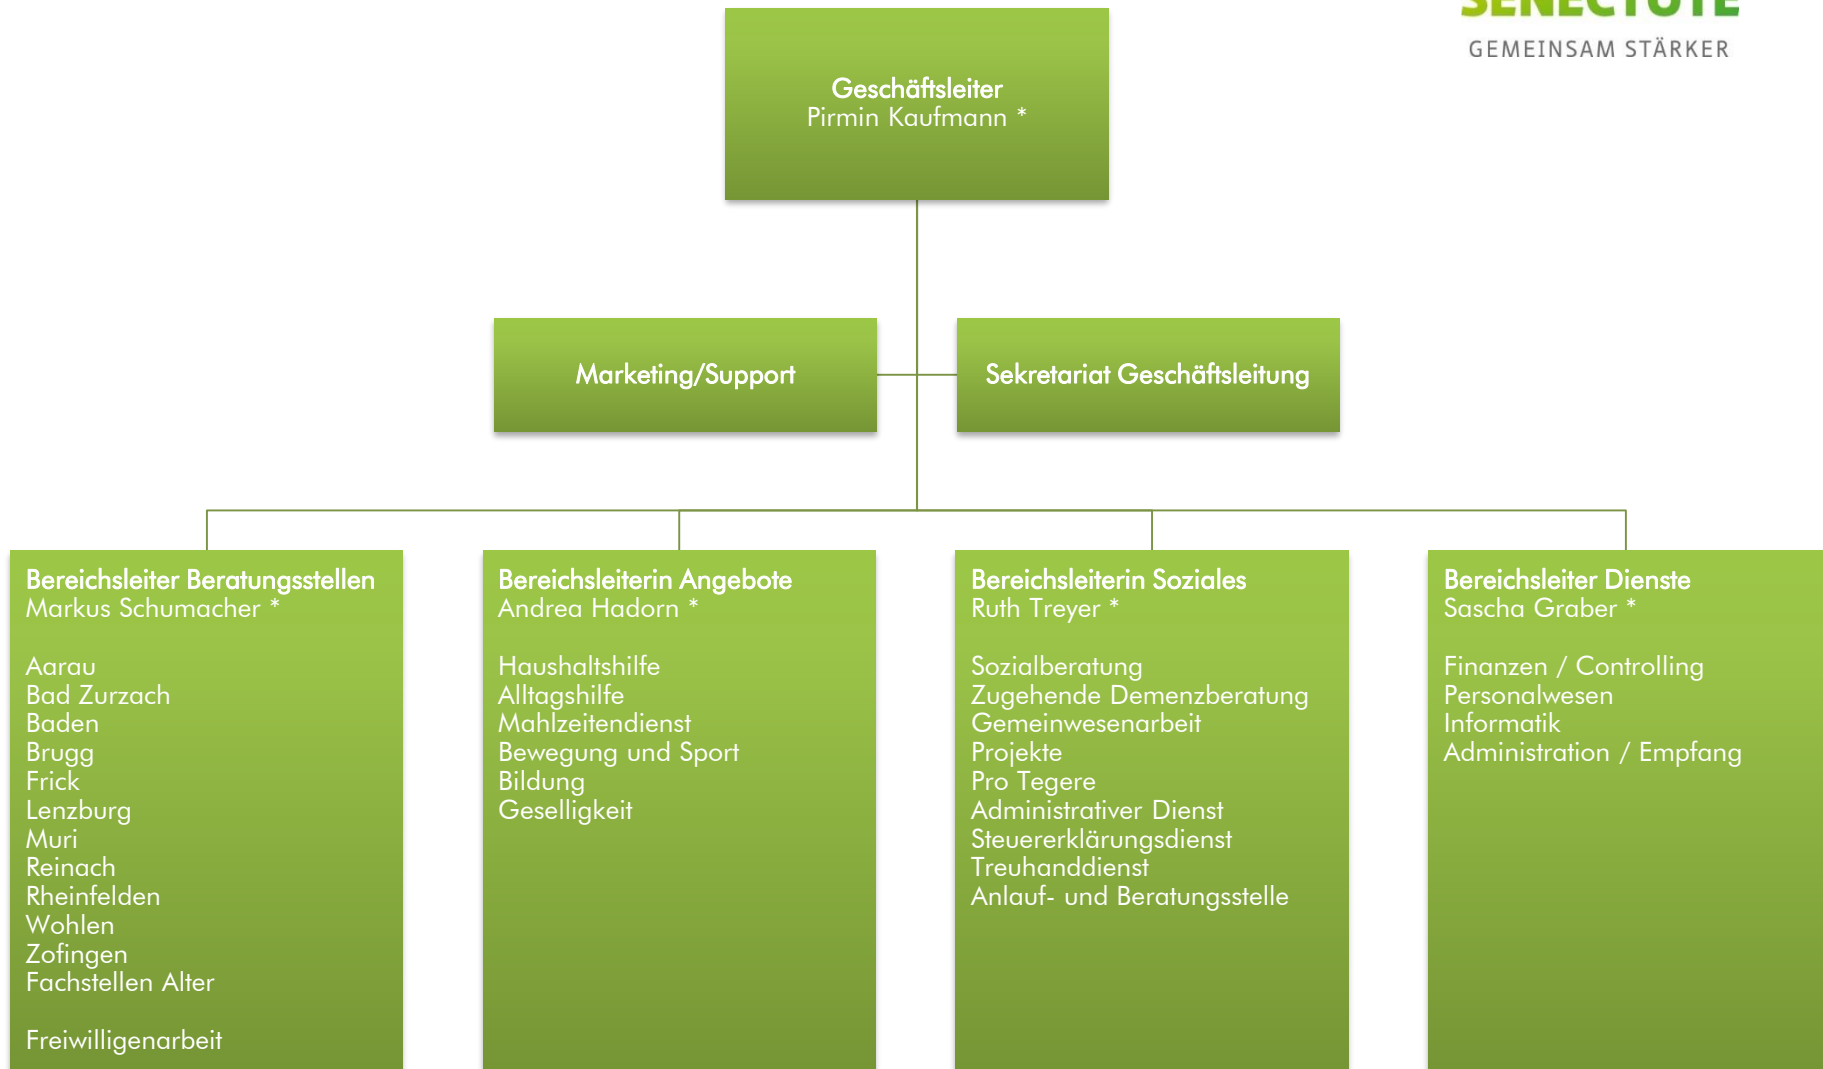 SENECTUTE
GEMEINSAM STÄRKER
Geschäftsleiter
Pirmin Kaufmann *
Marketing/Support
Sekretariat Geschäftsleitung
Bereichsleiter Beratungsstellen
Markus Schumacher *
Aarau
Bad Zurzach
Baden
Brugg
Frick
Lenzburg
Muri
Reinach
Rheinfelden
Wohlen
Zofingen
Fachstellen Alter
Freiwilligenarbeit
Bereichsleiterin Angebote
Andrea Hadorn *
Haushaltshilfe
Alltagshilfe
Mahlzeitendienst
Bewegung und Sport
Bildung
Geselligkeit
Bereichsleiterin Soziales
Ruth Treyer *
Sozialberatung
Zugehende Demenzberatung
Gemeinwesenarbeit
Projekte
Pro Tegere
Administrativer Dienst
Steuererklärungsdienst
Treuhanddienst
Anlauf- und Beratungsstelle
Bereichsleiter Dienste
Sascha Graber *
Finanzen / Controlling
Personalwesen
Informatik
Administration / Empfang